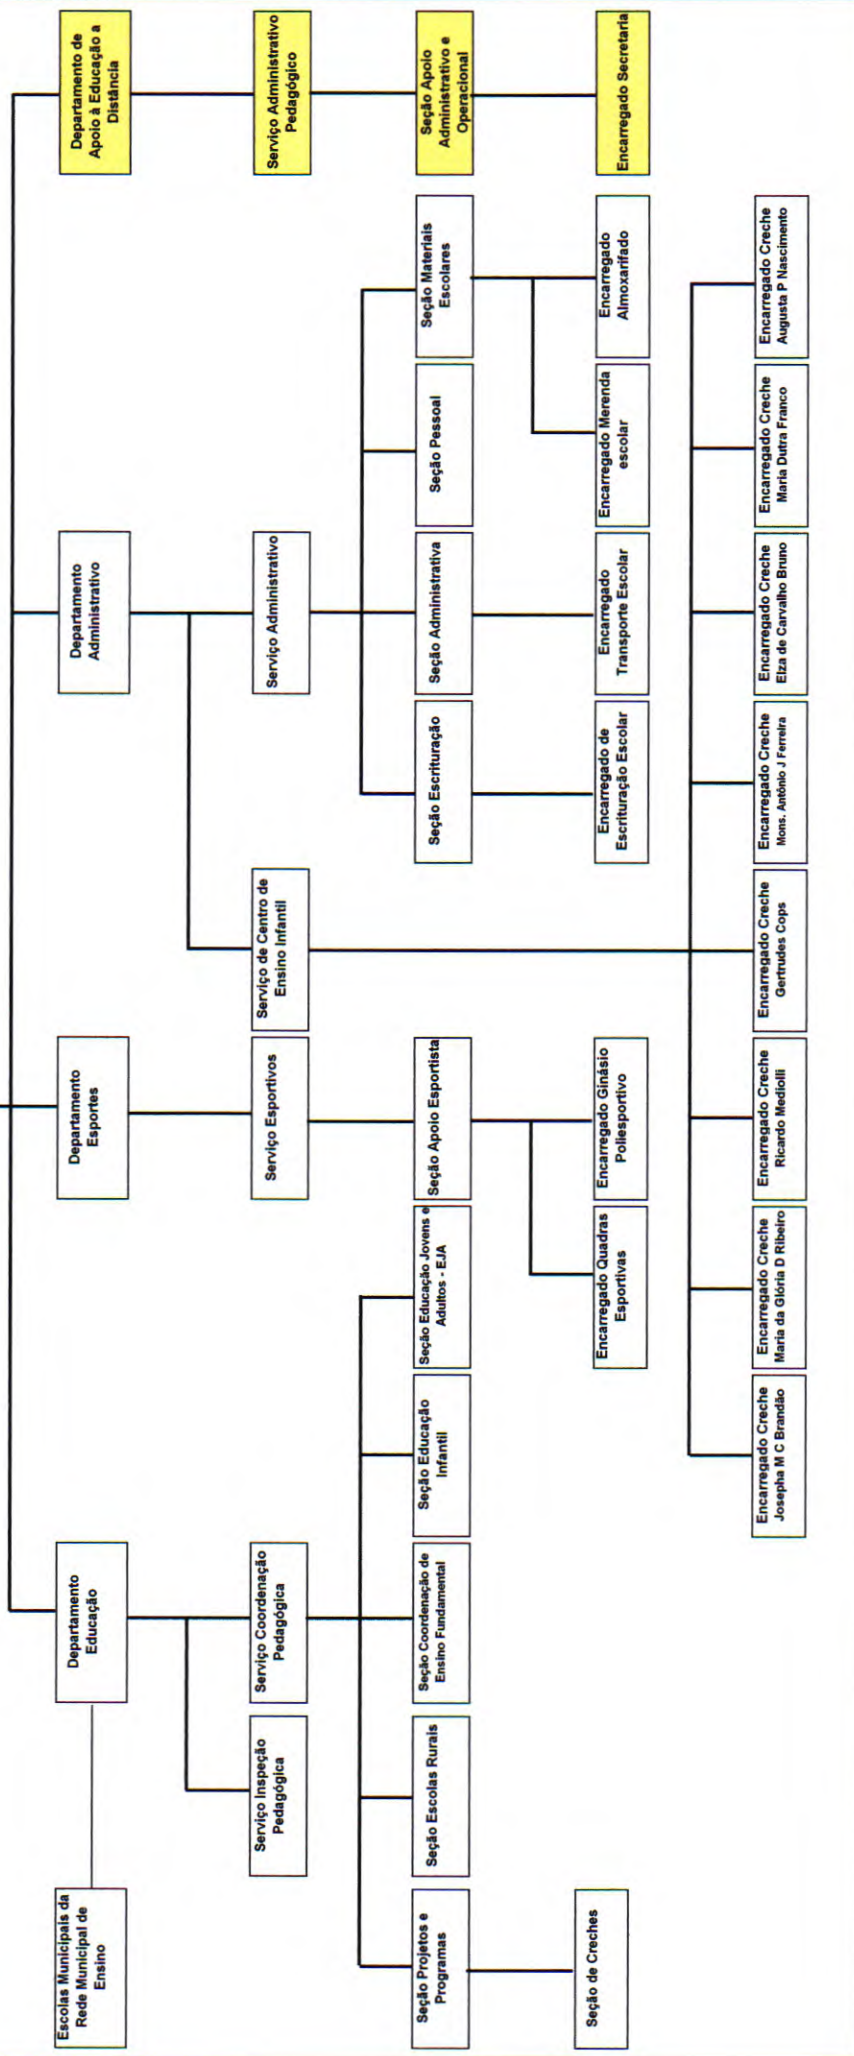 Escolas Municipais da
Rede Municipal de
Ensino
Departamento
Educação
Departamento
Esportes
Departamento
Administrativo
Departamento de
Apoio à Educação a
Distância
Serviço Inspeção
Pedagógica
Serviço Coordenação
Pedagógica
Serviço Esportivos
Serviço de Centro de
Ensino Infantil
Serviço Administrativo
Serviço Administrativo
Pedagógico
Seção Projetos e
Programas
Seção Escolas Rurais
Seção Coordenação de
Ensino Fundamental
Seção Educação
Infantil
Seção Educação Jovens e
Adultos - EJA
Seção Apoio Esportista
Seção Escrituração
Seção Administrativa
Seção Pessoal
Seção Materiais
Escolares
Seção Apoio
Administrativo e
Operacional
Seção de Creches
Encarregado Quadras
Esportivas
Encarregado Ginásio
Poliesportivo
Encarregado de
Escrituração Escolar
Encarregado
Transporte Escolar
Encarregado Merenda
escolar
Encarregado
Almoxarifado
Encarregado Secretaria
Encarregado Creche
Josepha M C Brandão
Encarregado Creche
Maria da Glória D Ribeiro
Encarregado Creche
Ricardo Mediolli
Encarregado Creche
Gertrudes Cops
Encarregado Creche
Mons. Antônio J Ferreira
Encarregado Creche
Elza de Carvalho Bruno
Encarregado Creche
Maria Dutra Franco
Encarregado Creche
Augusta P Nascimento